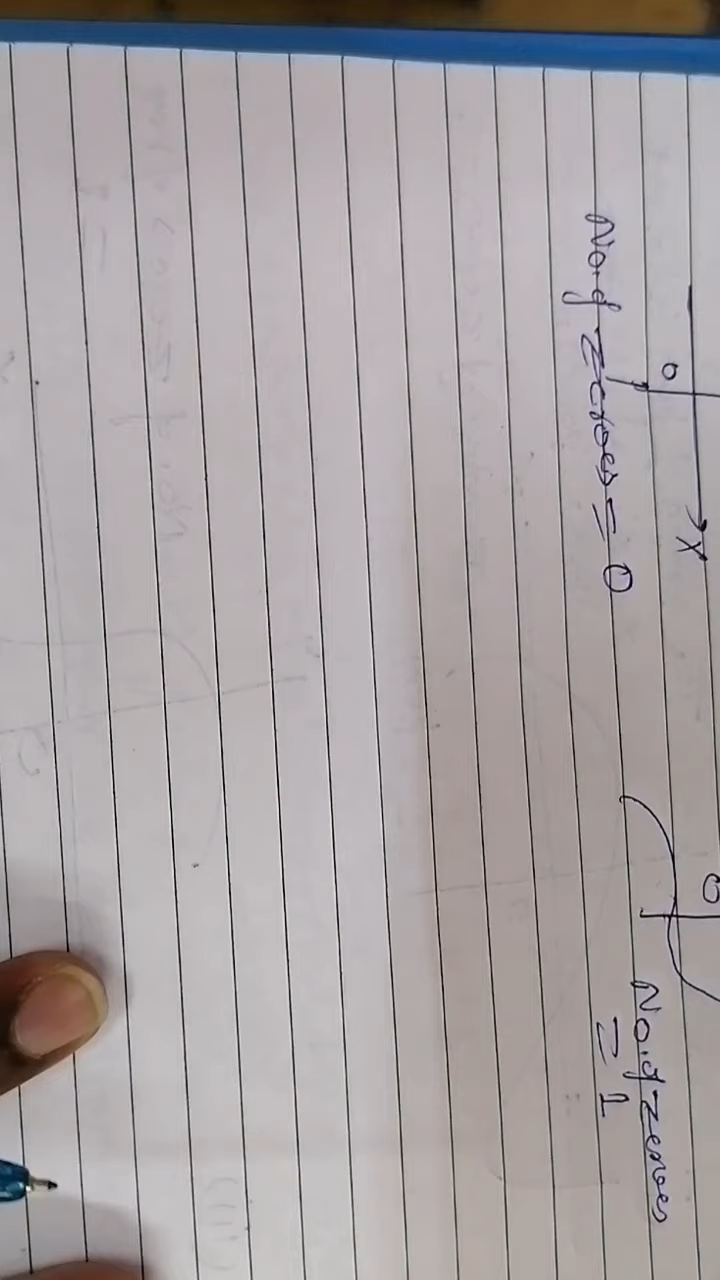 O
X
No. of zeroes = 0
O
No. of zeroes
= 1